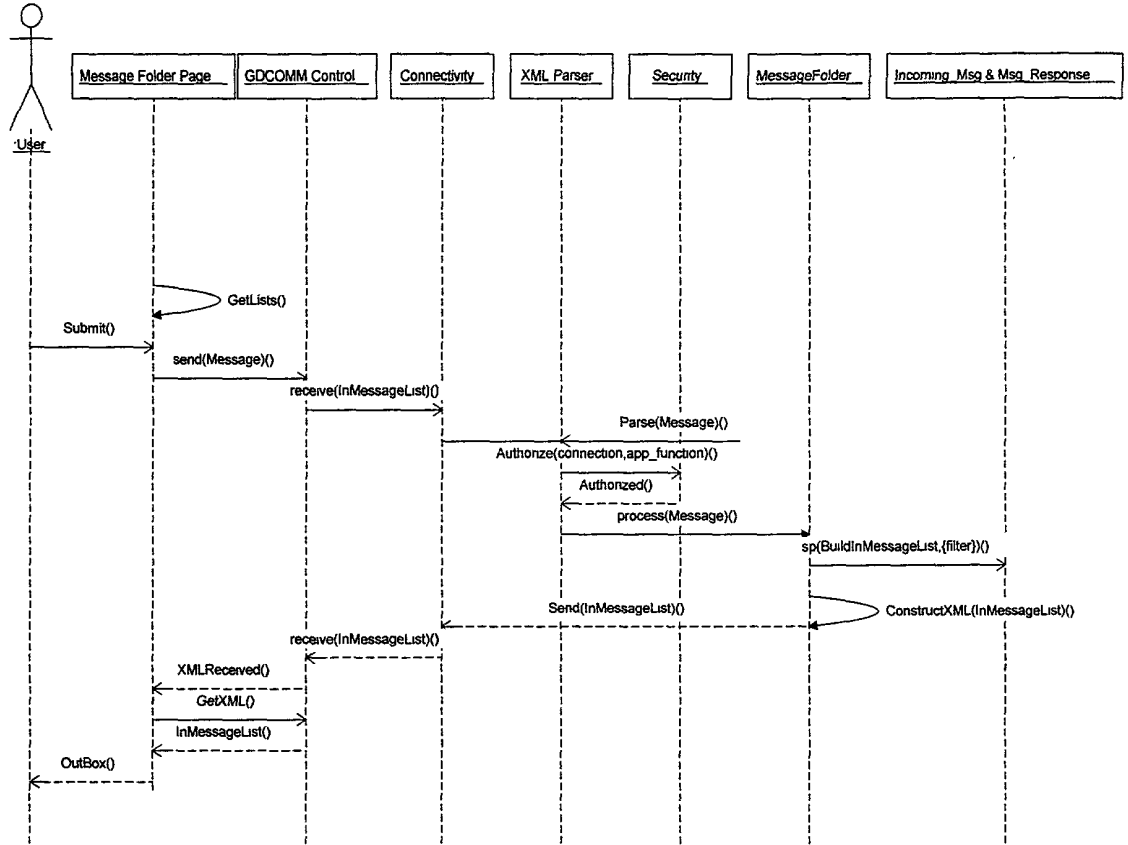 Message Folder Page
GDCOMM Control
Connectivity
XML Parser
Security
MessageFolder
Incoming_Msg & Msg_Response
User
GetLists()
Submit()
send(Message)()
receive(InMessageList)()
Parse(Message)()
Authorize(connection,app_function)()
Authorized()
process(Message)()
sp(BuildInMessageList,{filter})()
Send(InMessageList)()
ConstructXML(InMessageList)()
receive(InMessageList)()
XMLReceived()
GetXML()
InMessageList()
OutBox()